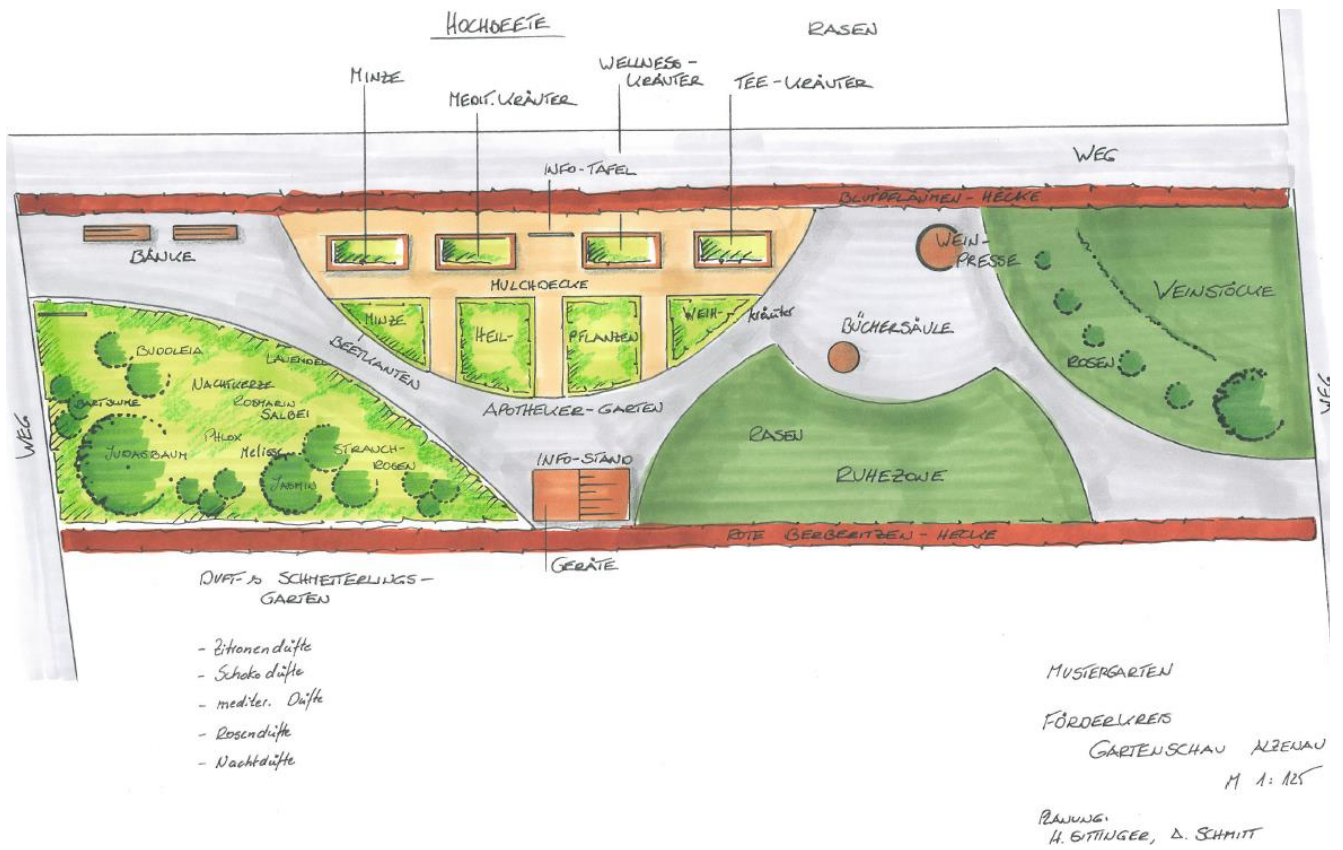 HOCHBEETE
RASEN
MINZE
MEDIT. KRÄUTER
WELLNESS-
KRÄUTER
TEE-KRÄUTER
INFO-TAFEL
WEG
BLUTPFLAUMEN-HECKE
BÄNKE
MULCHDECKE
WEIN-
PRESSE
WEINSTÖCKE
MINZE
HEIL-
PFLANZEN
WEIH-
kräuter
BÜCHERSÄULE
BEETKANTEN
BUDDLEIA
LAVENDEL
ROSEN
NACHTKERZE
ROSMARIN
SALBEI
BARTBLUME
APOTHEKER-GARTEN
WEG
WEG
PHLOX
Melisse
STRAUCH-
ROSEN
JUDASBAUM
JASMIN
INFO-STAND
RASEN
RUHEZONE
ROTE BERBERITZEN-HECKE
GERÄTE
DUFT- & SCHMETTERLINGS-
GARTEN
- Zitronendüfte
- Schokodüfte
- mediter. Düfte
- Rosendüfte
- Nachtdüfte
MUSTERGARTEN
FÖRDERKREIS
GARTENSCHAU ALZENAU
M 1:125
PLANUNG:
D. SCHMITT